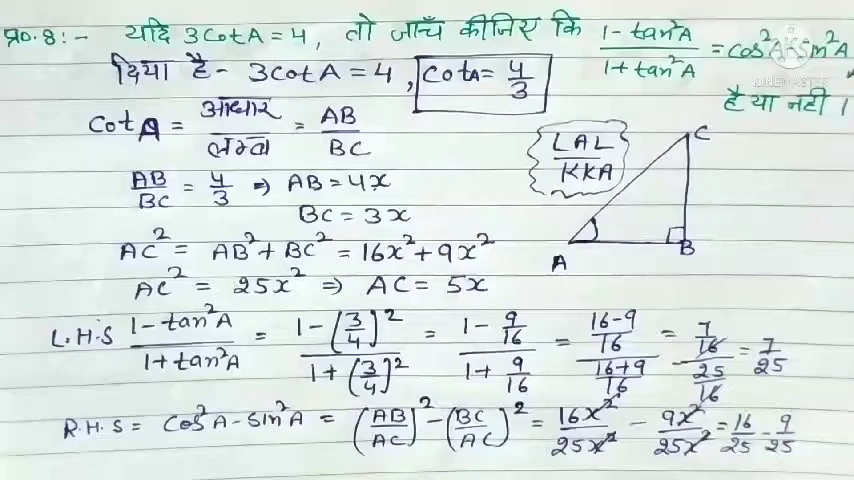 प्र०.8:- यदि 3cotA=4, तो जाँच कीजिए कि (1-tan²A)/(1+tan²A) = cos²A-Sin²A
है या नहीं।
दिया है- 3cotA=4, cotA=4/3
cotA = आधार/लम्ब = AB/BC
LAL/KKA
AB/BC = 4/3 ⇒ AB=4x
BC=3x
C
A
B
AC² = AB²+BC² = 16x²+9x²
AC² = 25x² ⇒ AC= 5x
L.H.S (1-tan²A)/(1+tan²A) = (1-(3/4)²)/(1+(3/4)²) = (1-9/16)/(1+9/16) = ((16-9)/16)/((16+9)/16) = (7/16)/(25/16) = 7/25
R.H.S = cos²A-Sin²A = (AB/AC)²-(BC/AC)² = 16x²/25x² - 9x²/25x² = 16/25 - 9/25